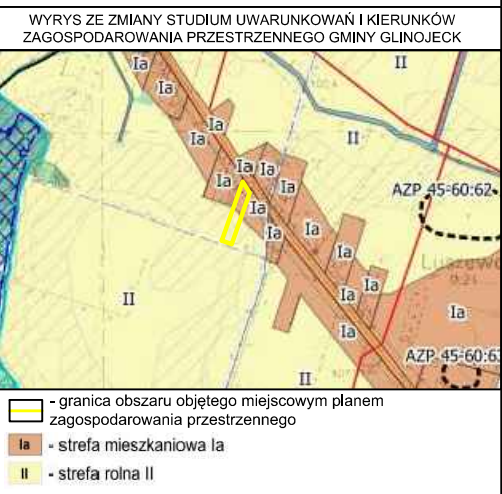 WYRYS ZE ZMIANY STUDIUM UWARUNKOWAŃ I KIERUNKÓW
ZAGOSPODAROWANIA PRZESTRZENNEGO GMINY GLINOJECK
Ia
II
Ia
Ia
Ia
II
Ia
Ia
Ia
Ia
AZP 45-60:62
Ia
Ia
Ia
Ia
Ia
II
Ia
Ia
Ia
Ia
AZP 45-60:63
II
- granica obszaru objętego miejscowym planem
zagospodarowania przestrzennego
Ia - strefa mieszkaniowa Ia
II - strefa rolna II